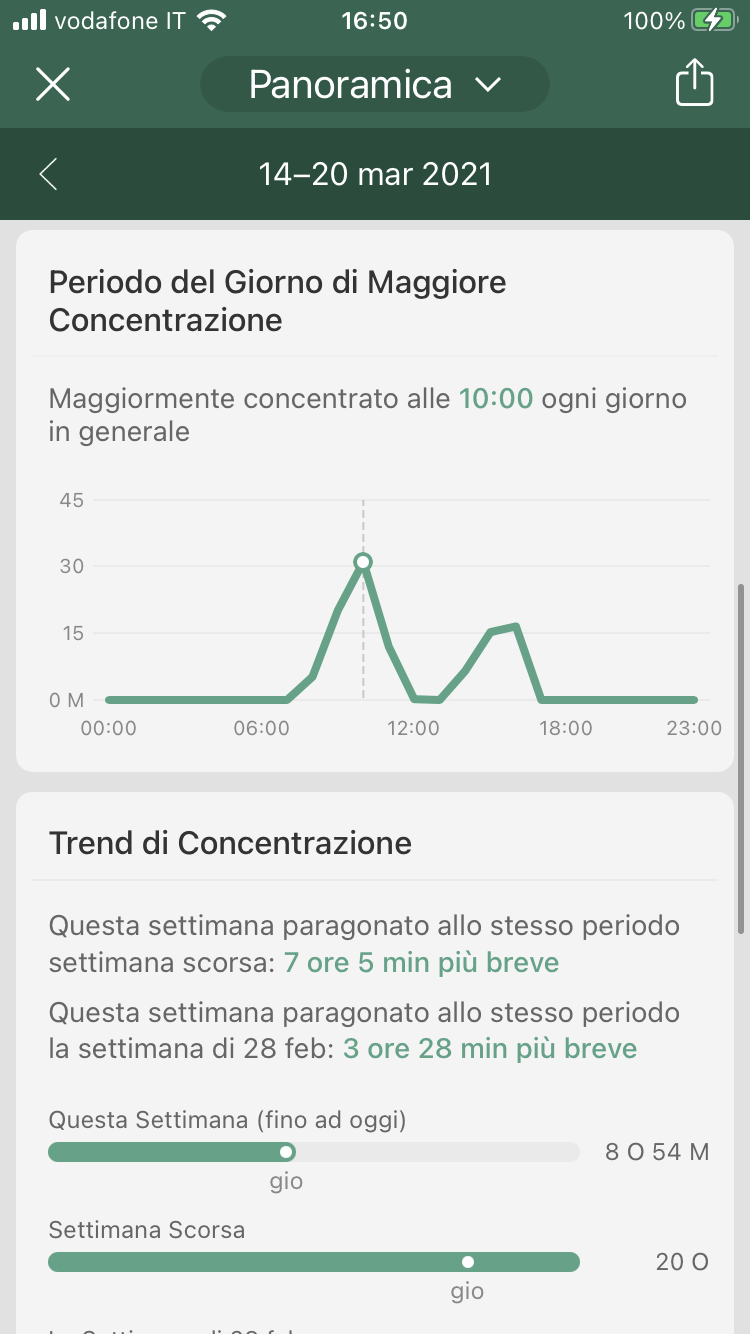 vodafone IT 16:50 100%
Panoramica
14–20 mar 2021
Periodo del Giorno di Maggiore
Concentrazione
Maggiormente concentrato alle 10:00 ogni giorno
in generale
45
30
15
0 M
00:00 06:00 12:00 18:00 23:00
Trend di Concentrazione
Questa settimana paragonato allo stesso periodo
settimana scorsa: 7 ore 5 min più breve
Questa settimana paragonato allo stesso periodo
la settimana di 28 feb: 3 ore 28 min più breve
Questa Settimana (fino ad oggi)
8 O 54 M
gio
Settimana Scorsa
20 O
gio